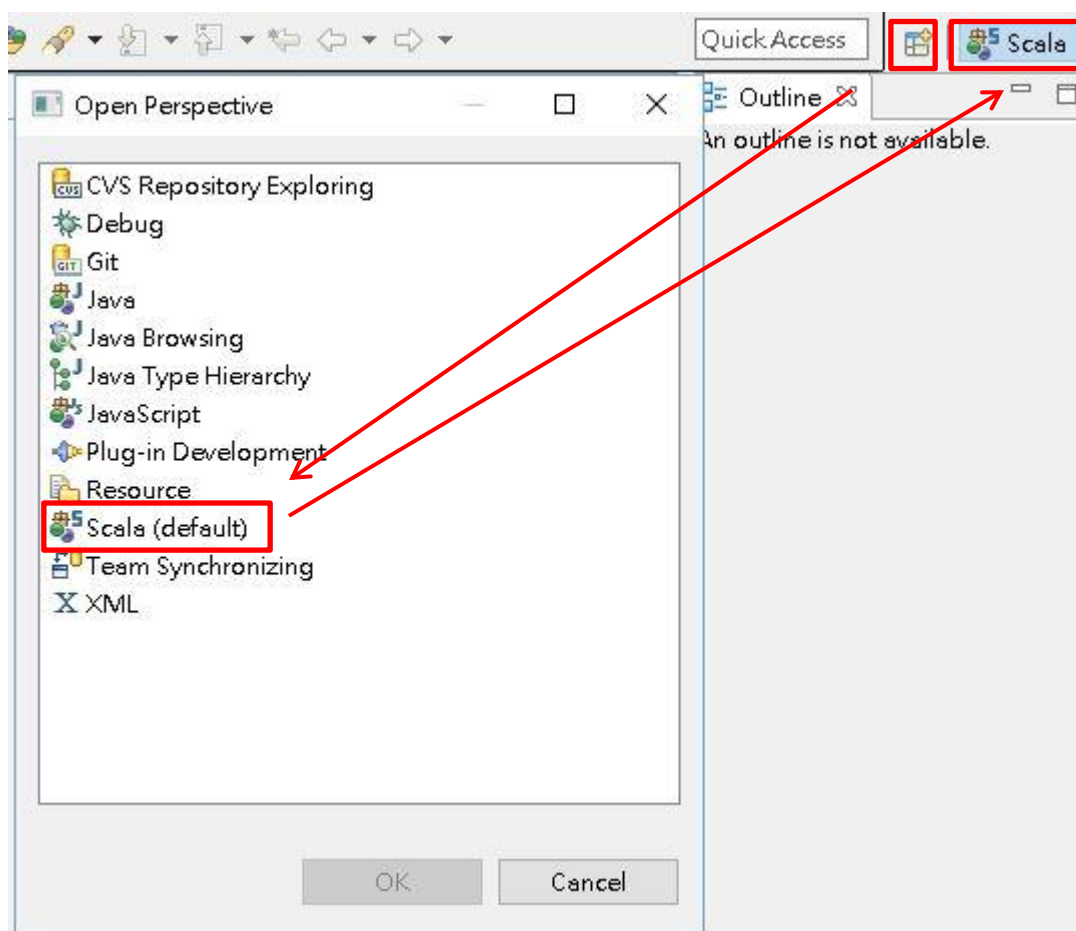 Quick Access
Scala
Open Perspective
Outline
An outline is not available.
CVS Repository Exploring
Debug
Git
Java
Java Browsing
Java Type Hierarchy
JavaScript
Plug-in Development
Resource
Scala (default)
Team Synchronizing
XML
OK
Cancel